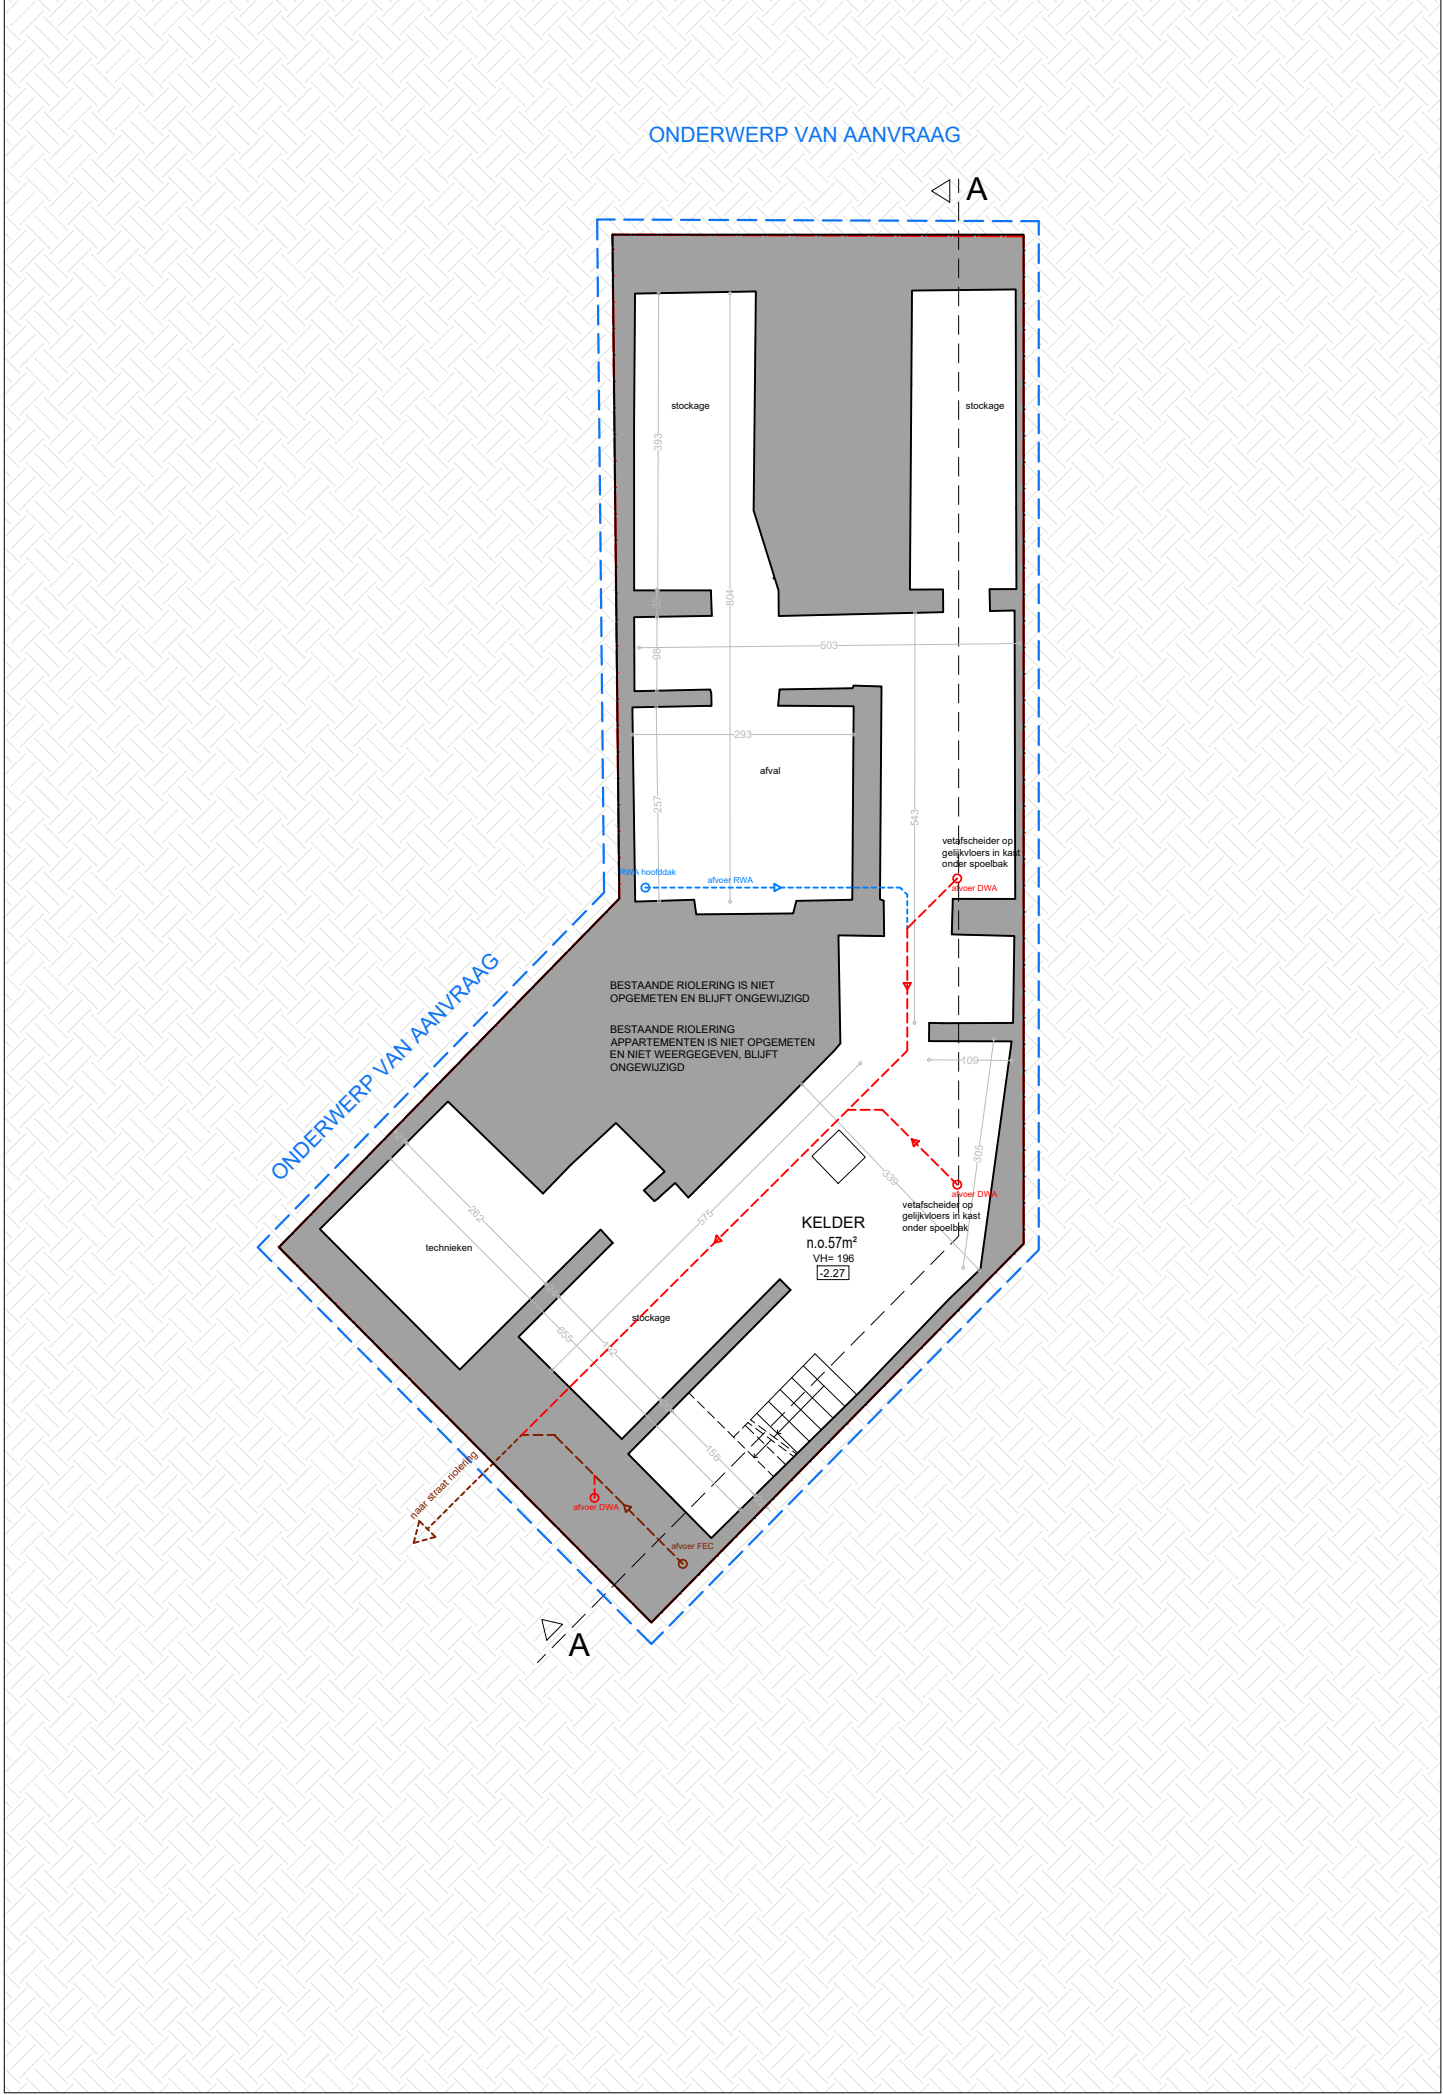 ONDERWERP VAN AANVRAAG
A
stockage
stockage
393
804
98
503
293
afval
257
543
vetafscheider op
gelijkvloers in kast
onder spoelbak
RWA hoofddak
afvoer RWA
afvoer DWA
ONDERWERP VAN AANVRAAG
BESTAANDE RIOLERING IS NIET
OPGEMETEN EN BLIJFT ONGEWIJZIGD
BESTAANDE RIOLERING
APPARTEMENTEN IS NIET OPGEMETEN
EN NIET WEERGEGEVEN, BLIJFT
ONGEWIJZIGD
109
305
339
afvoer DWA
vetafscheider op
gelijkvloers in kast
onder spoelbak
262
575
KELDER
n.o.57m²
VH= 196
-2.27
technieken
stockage
655
156
naar straat riolering
afvoer DWA
afvoer FEC
A